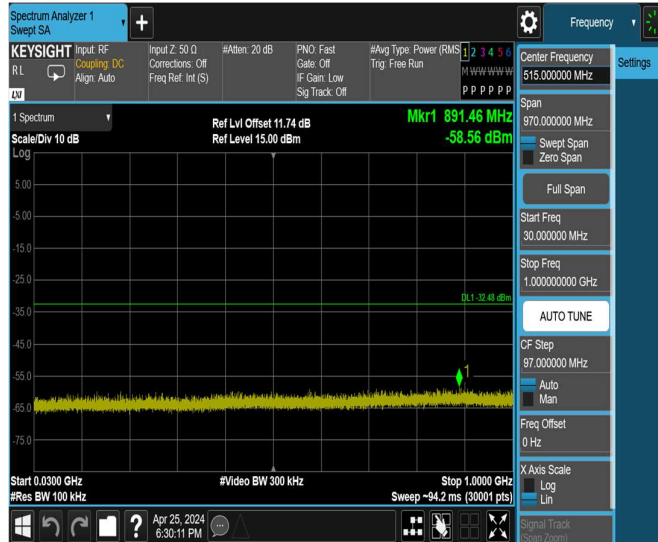 Spectrum Analyzer 1
Swept SA
Frequency
KEYSIGHT
RL
LXI
Input: RF
Coupling: DC
Align: Auto
Input Z: 50 Ω
Corrections: Off
Freq Ref: Int (S)
#Atten: 20 dB
PNO: Fast
Gate: Off
IF Gain: Low
Sig Track: Off
#Avg Type: Power (RMS
Trig: Free Run
1 2 3 4 5 6
M W W W W W
P P P P P P
1 Spectrum
Scale/Div 10 dB
Log
Ref Lvl Offset 11.74 dB
Ref Level 15.00 dBm
Mkr1 891.46 MHz
-58.56 dBm
5.00
-5.00
-15.0
-25.0
DL1 -32.48 dBm
-35.0
-45.0
-55.0
1
-65.0
-75.0
Start 0.0300 GHz
#Res BW 100 kHz
#Video BW 300 kHz
Stop 1.0000 GHz
Sweep ~94.2 ms (30001 pts)
?
Apr 25, 2024
6:30:11 PM
Center Frequency
515.000000 MHz
Settings
Span
970.000000 MHz
Swept Span
Zero Span
Full Span
Start Freq
30.000000 MHz
Stop Freq
1.000000000 GHz
AUTO TUNE
CF Step
97.000000 MHz
Auto
Man
Freq Offset
0 Hz
X Axis Scale
Log
Lin
Signal Track
(Span Zoom)